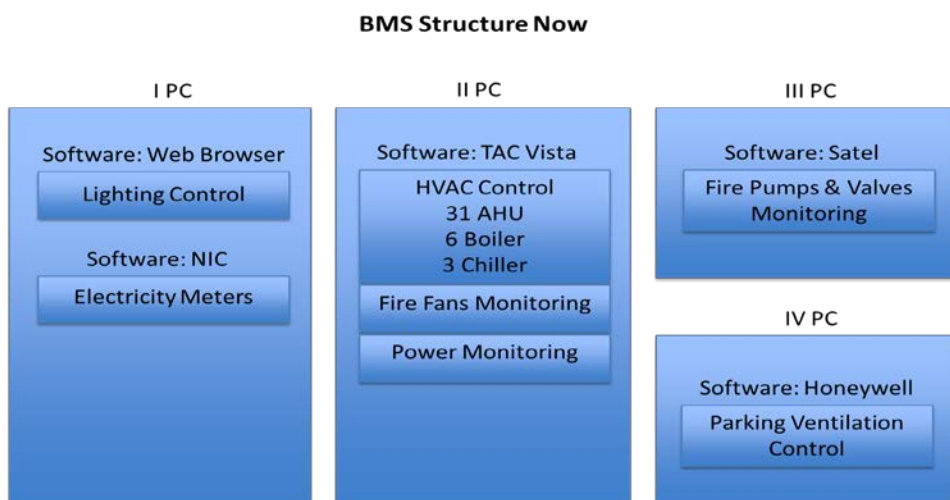 BMS Structure Now
I PC
Software: Web Browser
Lighting Control
Software: NIC
Electricity Meters
II PC
Software: TAC Vista
HVAC Control
31 AHU
6 Boiler
3 Chiller
Fire Fans Monitoring
Power Monitoring
III PC
Software: Satel
Fire Pumps & Valves
Monitoring
IV PC
Software: Honeywell
Parking Ventilation
Control